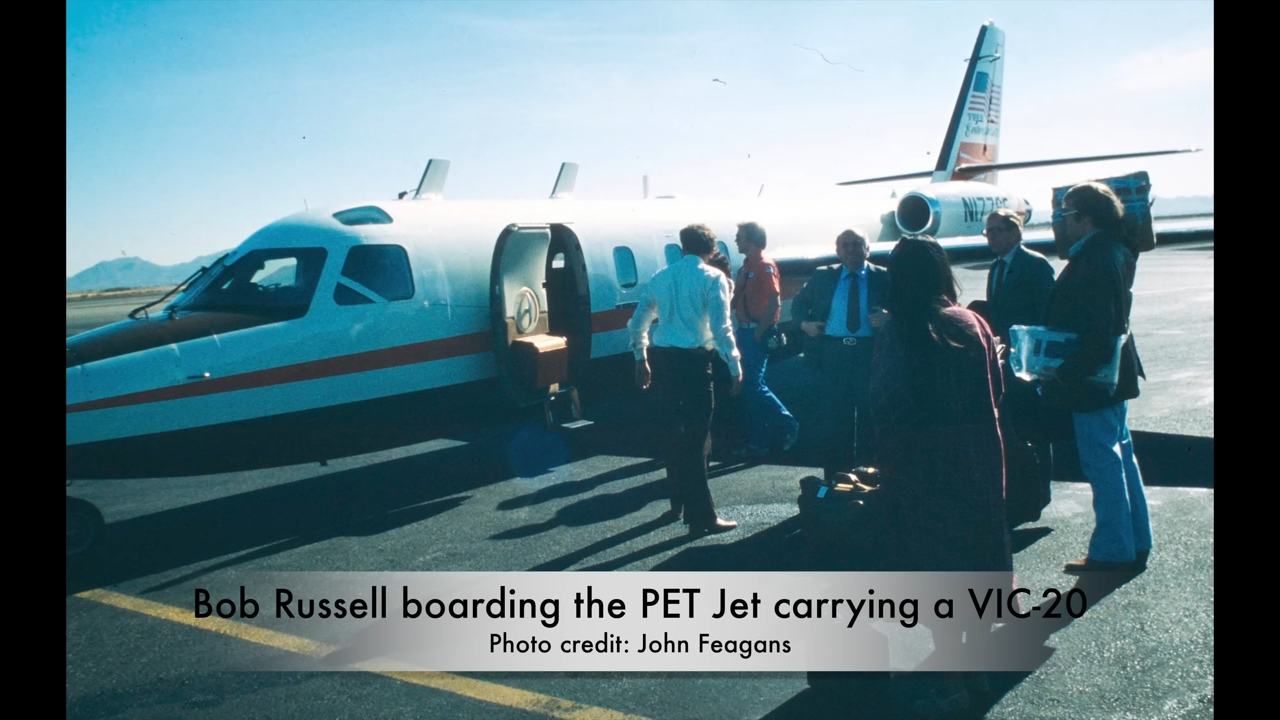 Bob Russell boarding the PET Jet carrying a VIC-20
Photo credit: John Feagans